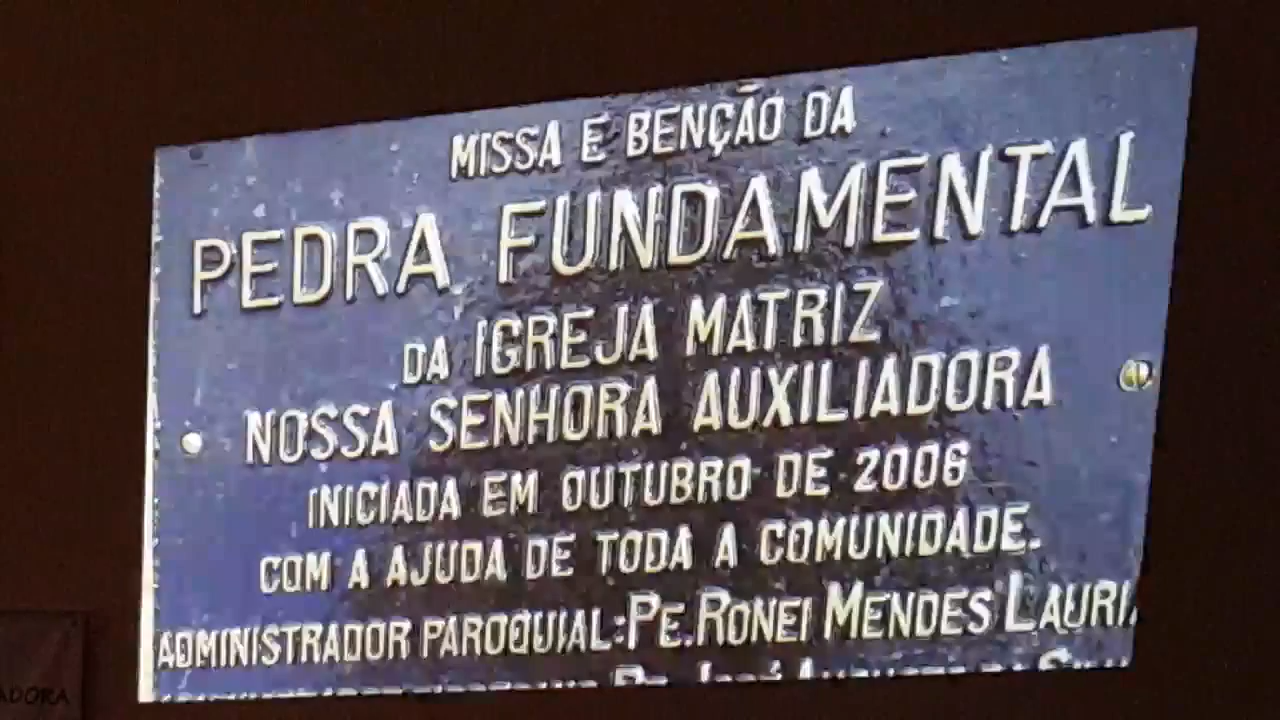 MISSA E BENÇÃO DA
PEDRA FUNDAMENTAL
DA IGREJA MATRIZ
NOSSA SENHORA AUXILIADORA
INICIADA EM OUTUBRO DE 2006
COM A AJUDA DE TODA A COMUNIDADE.
ADMINISTRADOR PAROQUIAL: PE. RONEI MENDES LAURI
ADORA